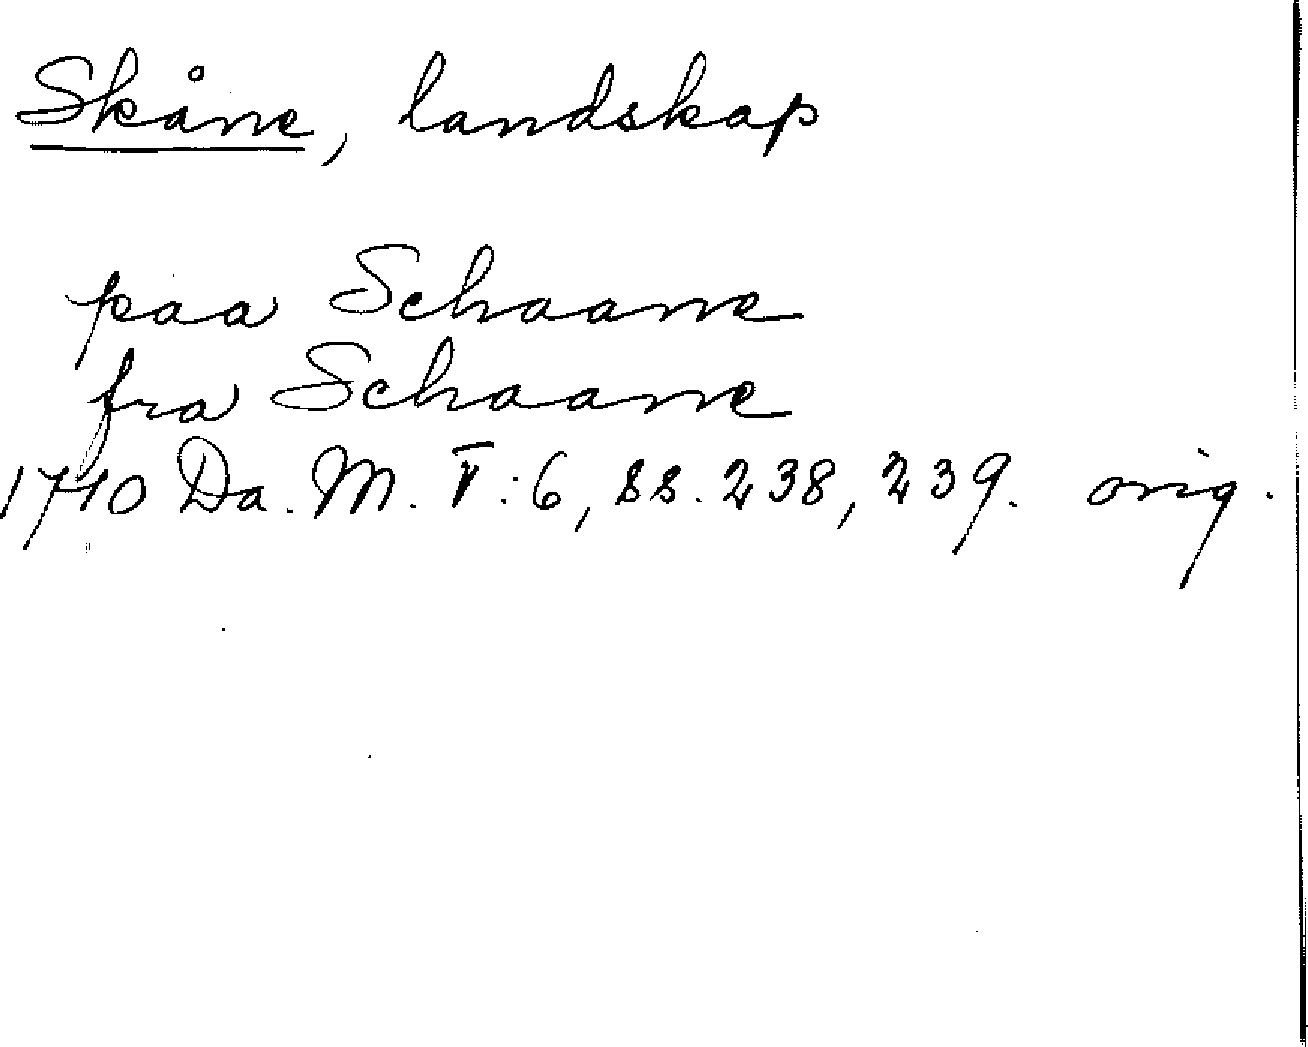 Skåne, landskap
paa Schaane
fra Schaane
1710 Da. M. V:6, ss. 238, 239. orig.